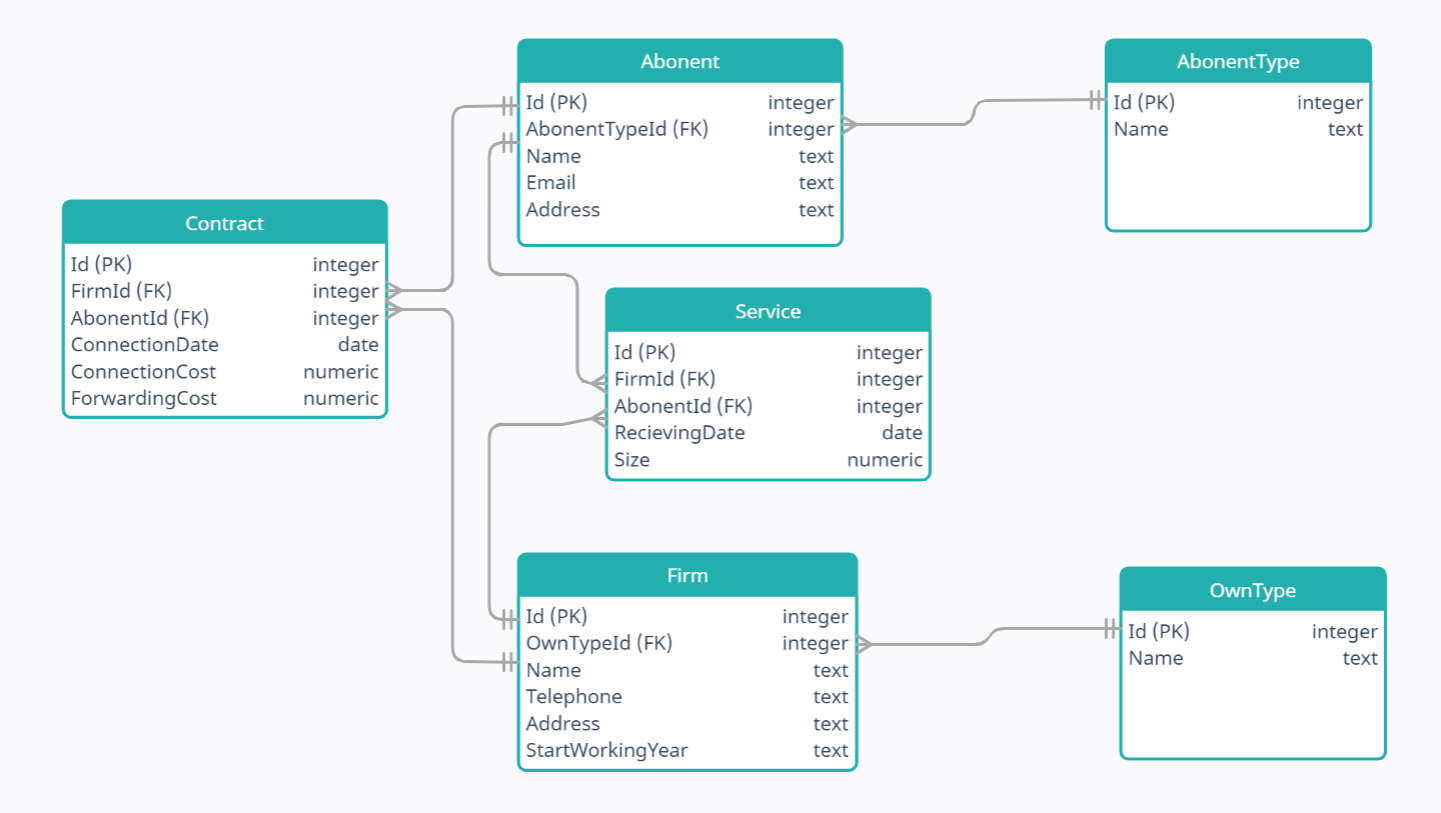 Abonent
Id (PK) integer
AbonentTypeId (FK) integer
Name text
Email text
Address text
AbonentType
Id (PK) integer
Name text
Contract
Id (PK) integer
FirmId (FK) integer
AbonentId (FK) integer
ConnectionDate date
ConnectionCost numeric
ForwardingCost numeric
Service
Id (PK) integer
FirmId (FK) integer
AbonentId (FK) integer
RecievingDate date
Size numeric
Firm
Id (PK) integer
OwnTypeId (FK) integer
Name text
Telephone text
Address text
StartWorkingYear text
OwnType
Id (PK) integer
Name text